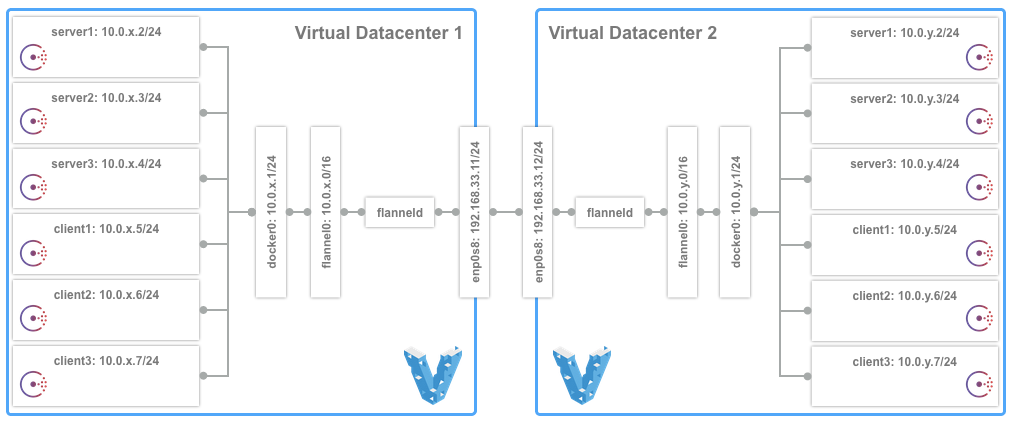 Virtual Datacenter 1
server1: 10.0.x.2/24
server2: 10.0.x.3/24
server3: 10.0.x.4/24
client1: 10.0.x.5/24
client2: 10.0.x.6/24
client3: 10.0.x.7/24
docker0: 10.0.x.1/24
flannel0: 10.0.x.0/16
flanneld
enp0s8: 192.168.33.11/24
Virtual Datacenter 2
enp0s8: 192.168.33.12/24
flanneld
flannel0: 10.0.y.0/16
docker0: 10.0.y.1/24
server1: 10.0.y.2/24
server2: 10.0.y.3/24
server3: 10.0.y.4/24
client1: 10.0.y.5/24
client2: 10.0.y.6/24
client3: 10.0.y.7/24